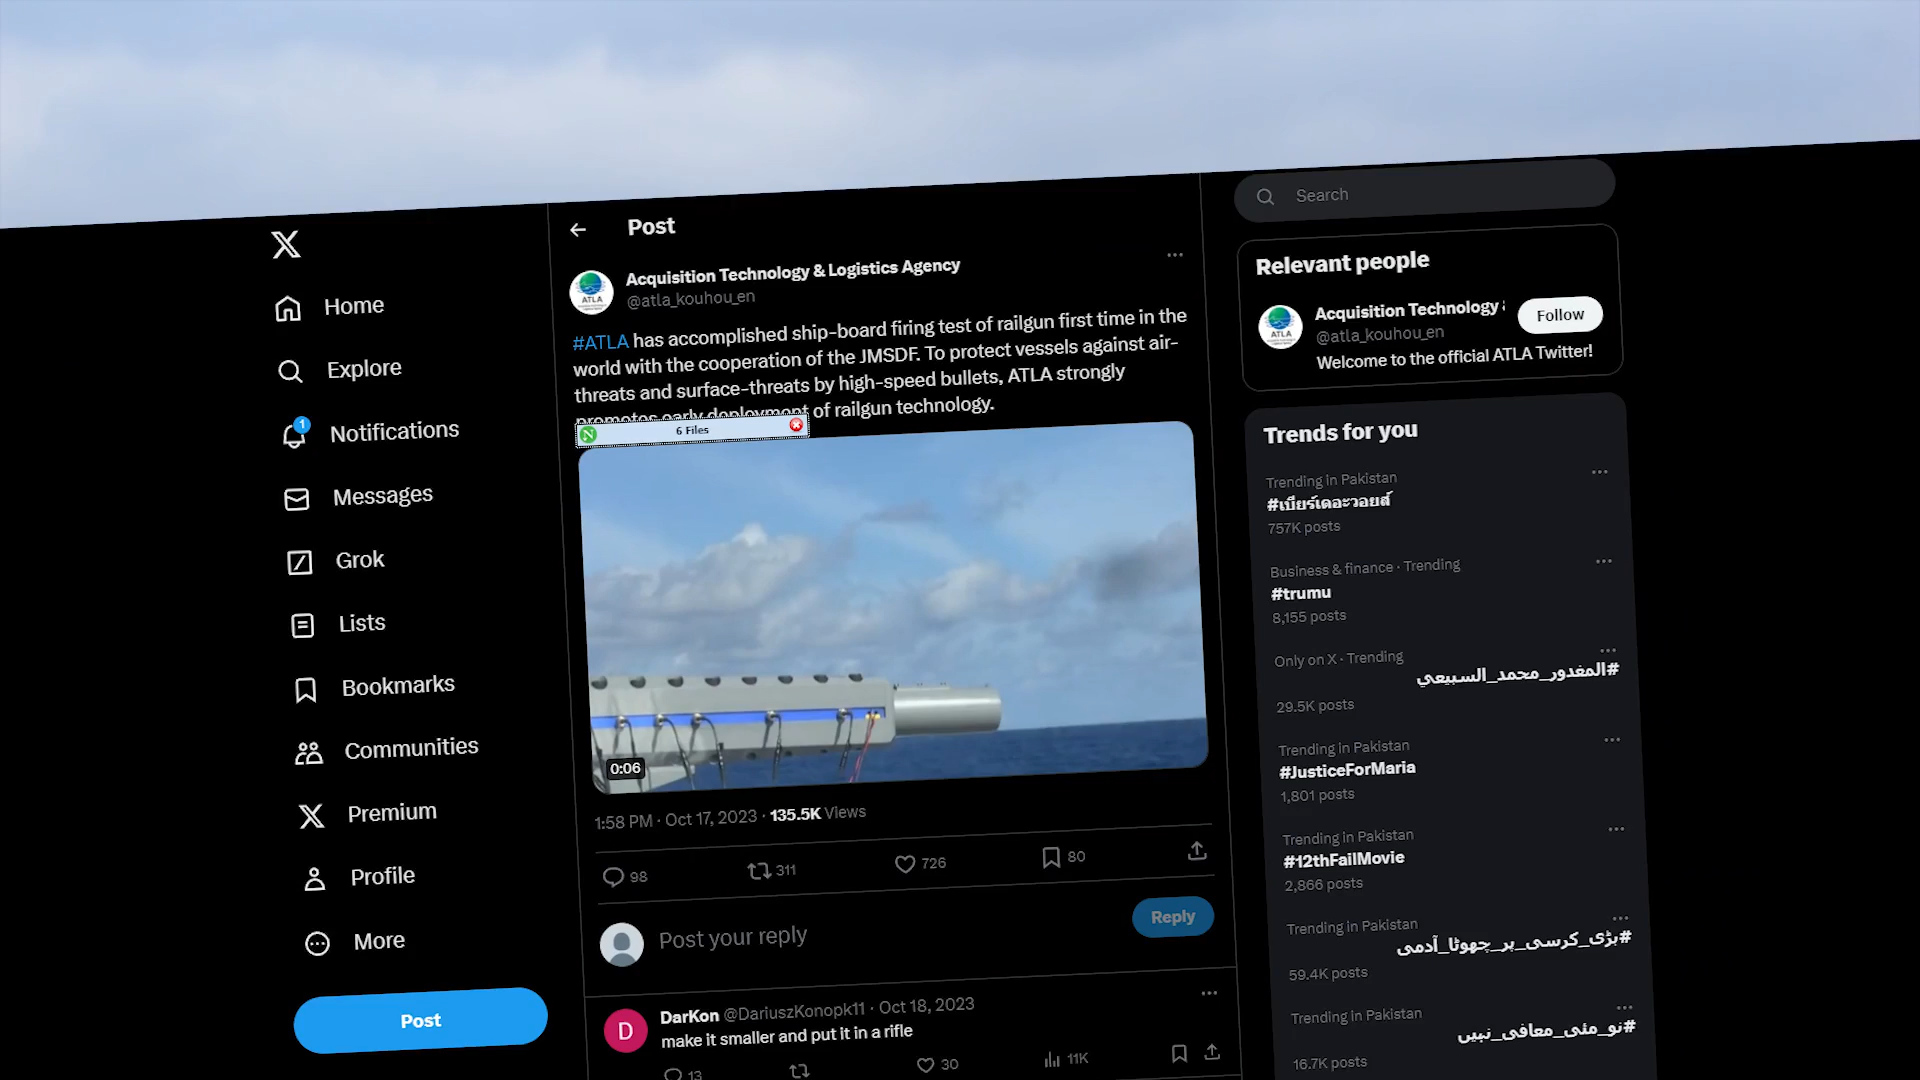 Home
Explore
1
Notifications
Messages
Grok
Lists
Bookmarks
Communities
Premium
Profile
More
Post
Post
Acquisition Technology & Logistics Agency
@atla_kouhou_en
#ATLA has accomplished ship-board firing test of railgun first time in the
world with the cooperation of the JMSDF. To protect vessels against air-
threats and surface-threats by high-speed bullets, ATLA strongly
promotes early deployment of railgun technology.
6 Files
0:06
1:58 PM · Oct 17, 2023 · 135.5K Views
98
311
726
80
Post your reply
Reply
D
DarKon @DariuszKonopk11 · Oct 18, 2023
make it smaller and put it in a rifle
13
30
11K
Search
Relevant people
ATLA
Acquisition Technology
@atla_kouhou_en
Follow
Welcome to the official ATLA Twitter!
Trends for you
Trending in Pakistan
#เบียร์เดอะวอยส์
757K posts
Business & finance · Trending
#trumu
8,155 posts
Only on X · Trending
#المغدور_محمد_السبيعي
29.5K posts
Trending in Pakistan
#JusticeForMaria
1,801 posts
Trending in Pakistan
#12thFailMovie
2,866 posts
Trending in Pakistan
#بڑی_کرسی_پر_چھوٹا_آدمی
59.4K posts
Trending in Pakistan
#نو_مئی_معافی_نہیں
16.7K posts